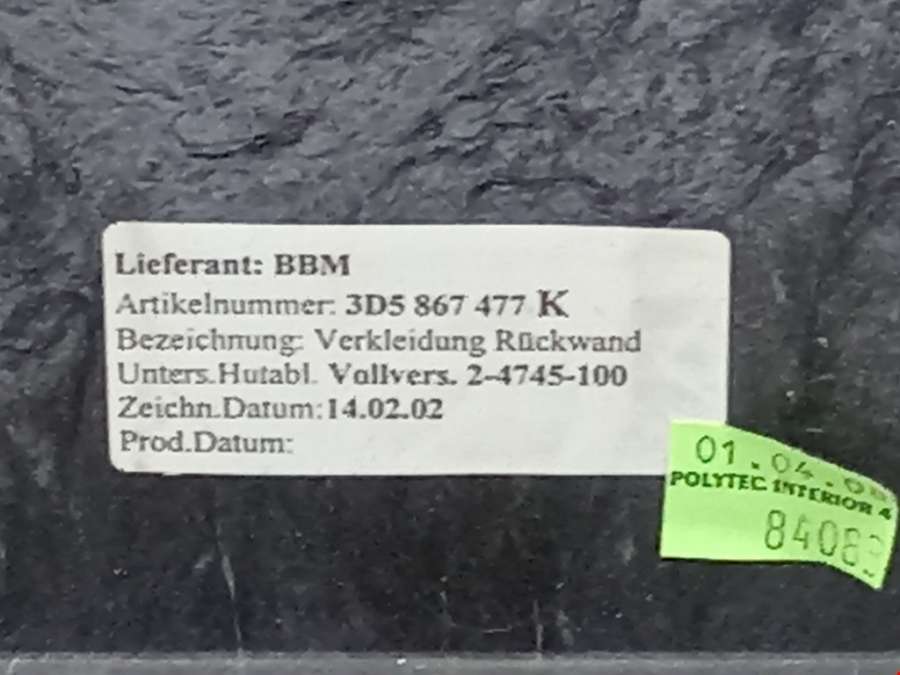 Lieferant: BBM
Artikelnummer: 3D5 867 477 K
Bezeichnung: Verkleidung Rückwand
Unters.Hutabl. Vollvers. 2-4745-100
Zeichn.Datum:14.02.02
Prod.Datum:
POLYTEC INTERIOR 4